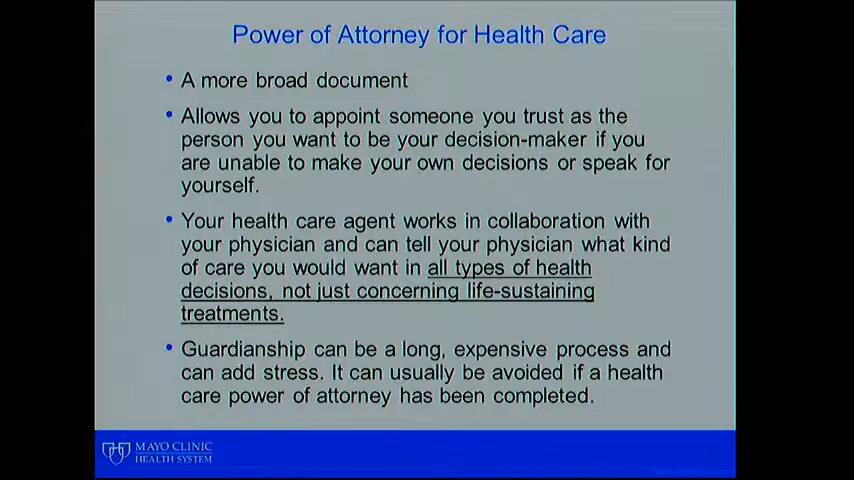 Power of Attorney for Health Care
• A more broad document
• Allows you to appoint someone you trust as the
person you want to be your decision-maker if you
are unable to make your own decisions or speak for
yourself.
• Your health care agent works in collaboration with
your physician and can tell your physician what kind
of care you would want in all types of health
decisions, not just concerning life-sustaining
treatments.
• Guardianship can be a long, expensive process and
can add stress. It can usually be avoided if a health
care power of attorney has been completed.
MAYO CLINIC
HEALTH SYSTEM